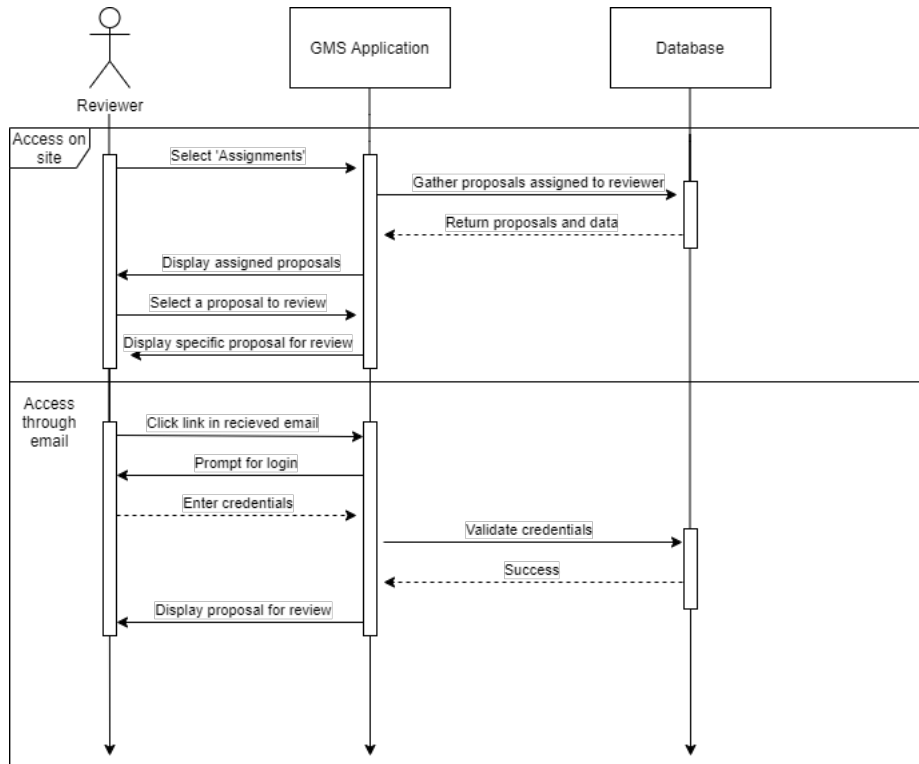 GMS Application
Database
Reviewer
Access on
site
Select 'Assignments'
Gather proposals assigned to reviewer
Return proposals and data
Display assigned proposals
Select a proposal to review
Display specific proposal for review
Access
through
email
Click link in recieved email
Prompt for login
Enter credentials
Validate credentials
Success
Display proposal for review